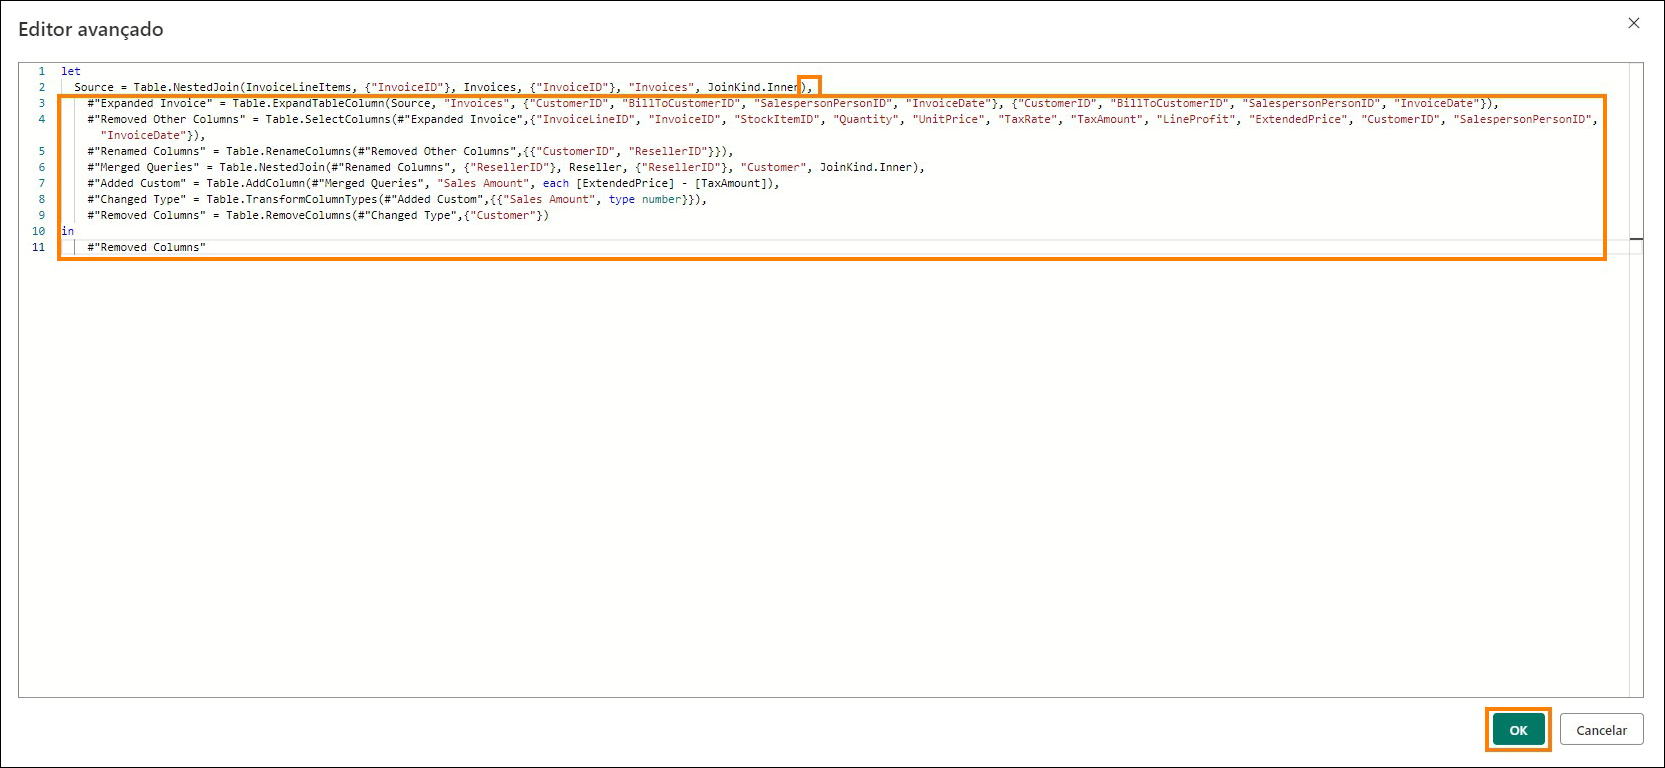 Editor avançado
1 let
2 Source = Table.NestedJoin(InvoiceLineItems, {"InvoiceID"}, Invoices, {"InvoiceID"}, "Invoices", JoinKind.Inner),
3 #"Expanded Invoice" = Table.ExpandTableColumn(Source, "Invoices", {"CustomerID", "BillToCustomerID", "SalespersonPersonID", "InvoiceDate"}, {"CustomerID", "BillToCustomerID", "SalespersonPersonID", "InvoiceDate"}),
4 #"Removed Other Columns" = Table.SelectColumns(#"Expanded Invoice",{"InvoiceLineID", "InvoiceID", "StockItemID", "Quantity", "UnitPrice", "TaxRate", "TaxAmount", "LineProfit", "ExtendedPrice", "CustomerID", "SalespersonPersonID",
"InvoiceDate"}),
5 #"Renamed Columns" = Table.RenameColumns(#"Removed Other Columns",{{"CustomerID", "ResellerID"}}),
6 #"Merged Queries" = Table.NestedJoin(#"Renamed Columns", {"ResellerID"}, Reseller, {"ResellerID"}, "Customer", JoinKind.Inner),
7 #"Added Custom" = Table.AddColumn(#"Merged Queries", "Sales Amount", each [ExtendedPrice] - [TaxAmount]),
8 #"Changed Type" = Table.TransformColumnTypes(#"Added Custom",{{"Sales Amount", type number}}),
9 #"Removed Columns" = Table.RemoveColumns(#"Changed Type",{"Customer"})
10 in
11 #"Removed Columns"
OK
Cancelar